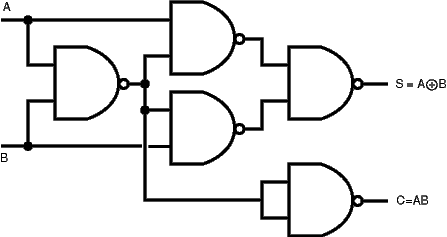 A
S = A⊕B
B
C=AB